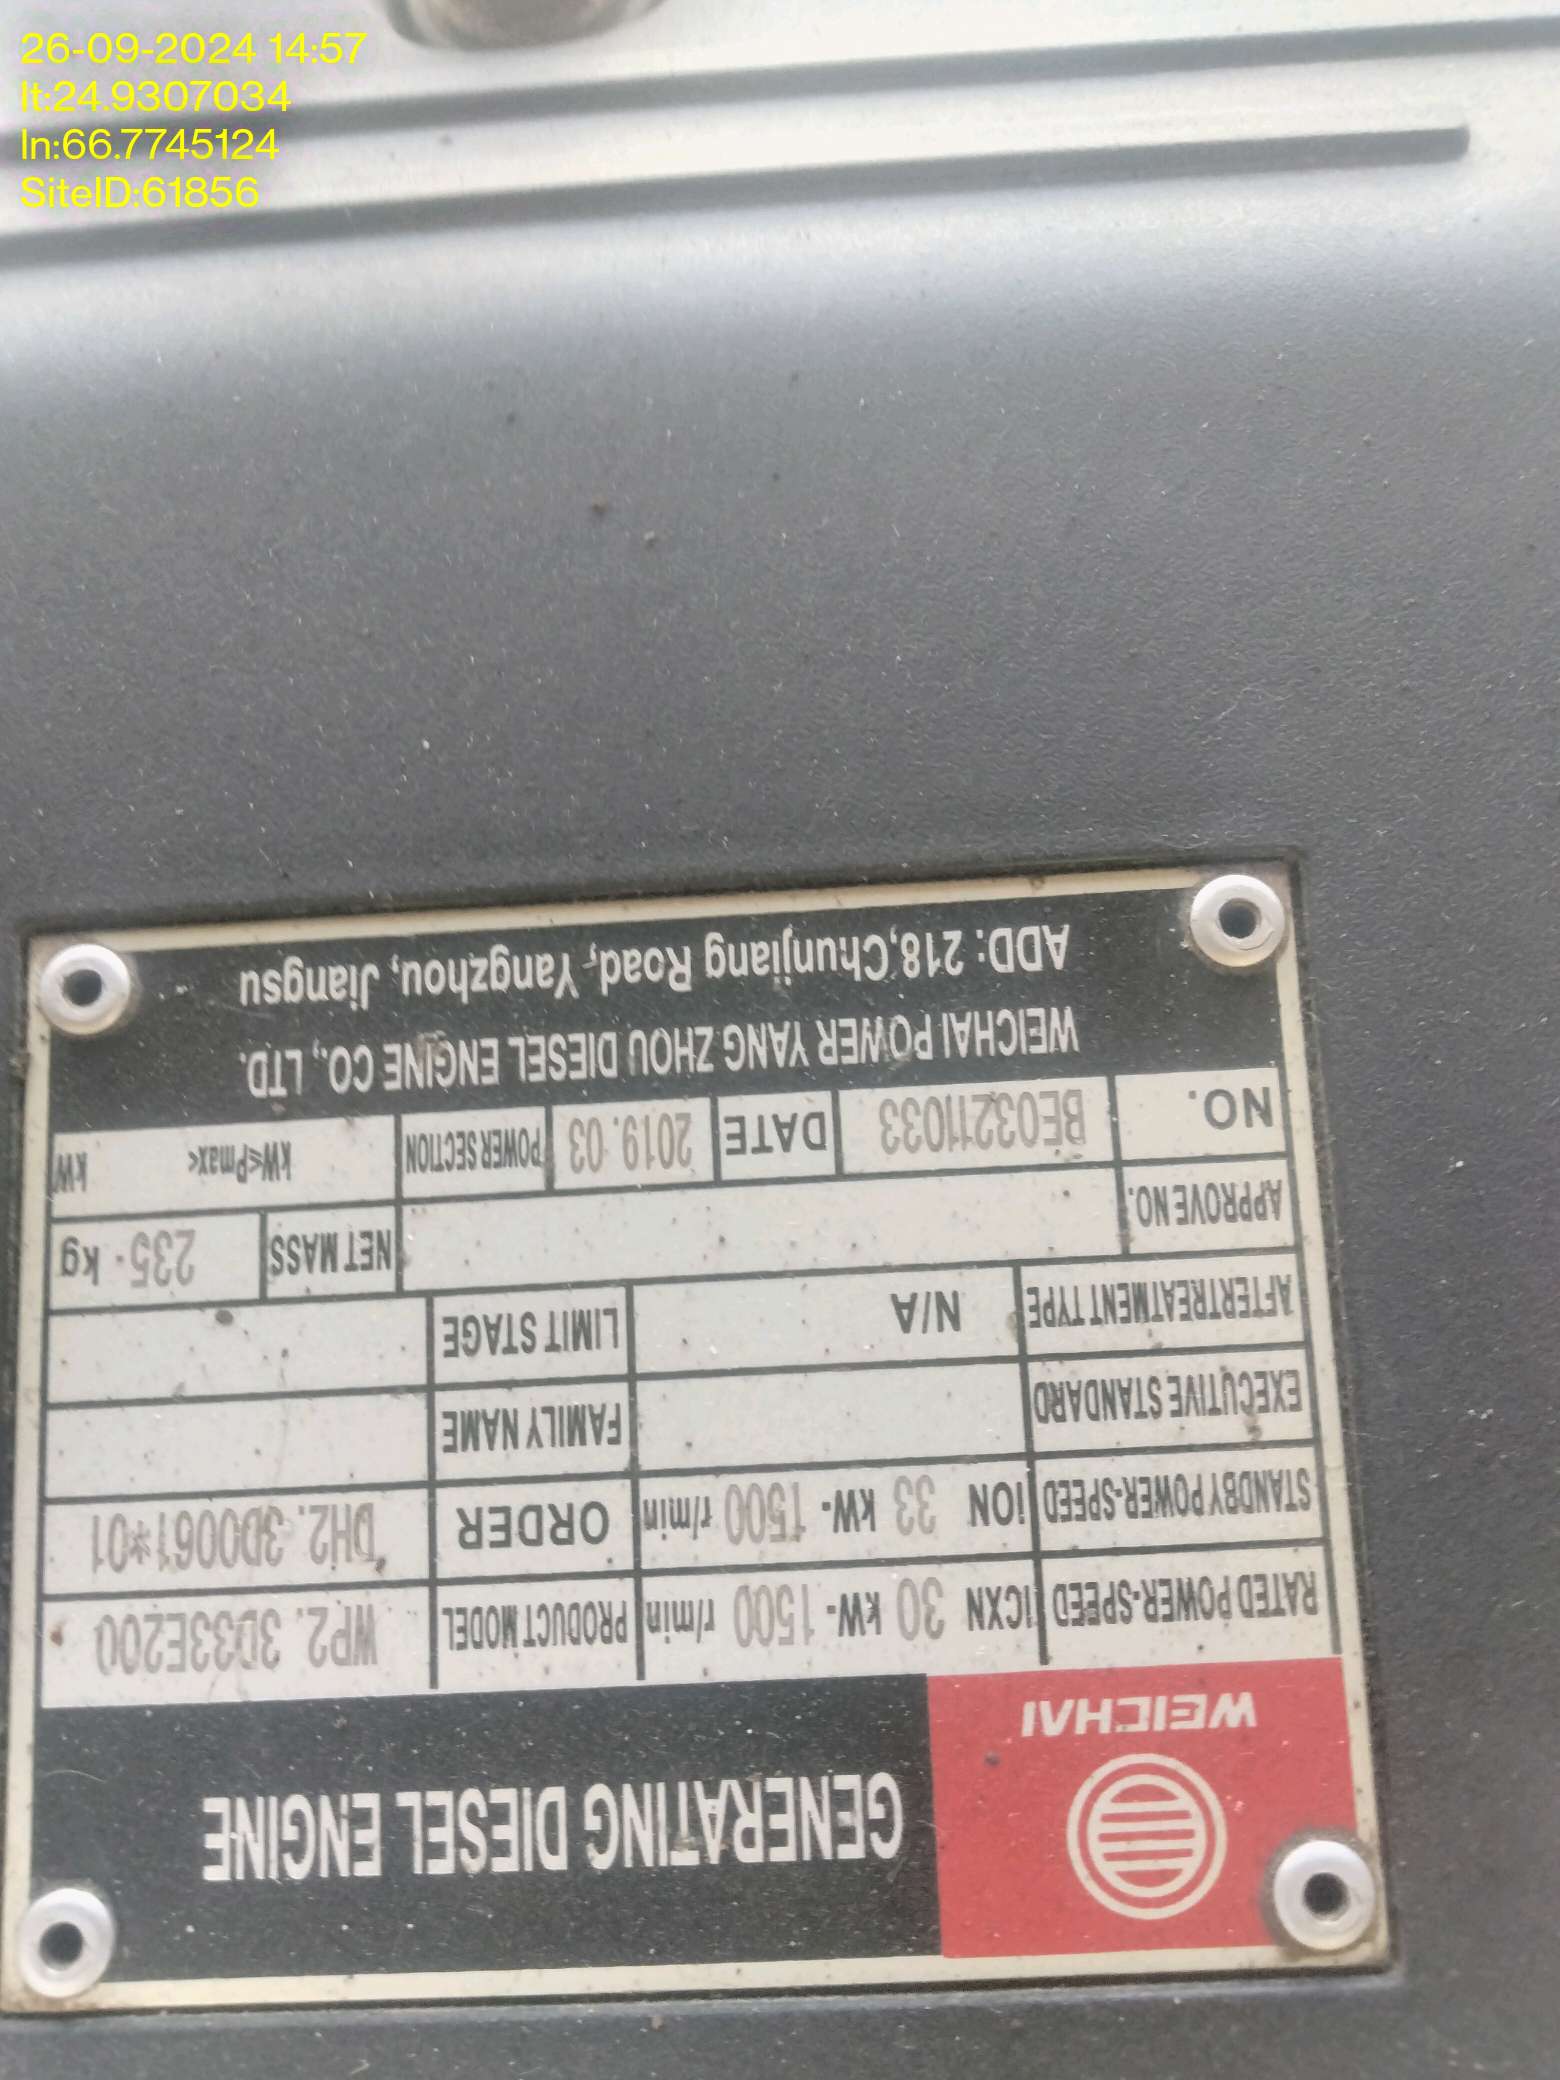 26-09-2024 14:57
lt:24.9307034
ln:66.7745124
SiteID:61856
WEICHAI
GENERATING DIESEL ENGINE
RATED POWER-SPEED ICXN 30 kW- 1500 r/min PRODUCT MODEL WP2.3D33E200
STANDBY POWER-SPEED iON 33 kW- 1500 r/min ORDER DH2.3D0061*01
EXECUTIVE STANDARD FAMILY NAME
AFTERTREATMENT TYPE N/A LIMIT STAGE
APPROVE NO. NET MASS 235 kg
NO. BE03211033 DATE 2019.03 POWER SECTION kW≤Pmax< kW
WEICHAI POWER YANG ZHOU DIESEL ENGINE CO., LTD.
ADD: 218,Chunjiang Road, Yangzhou, Jiangsu